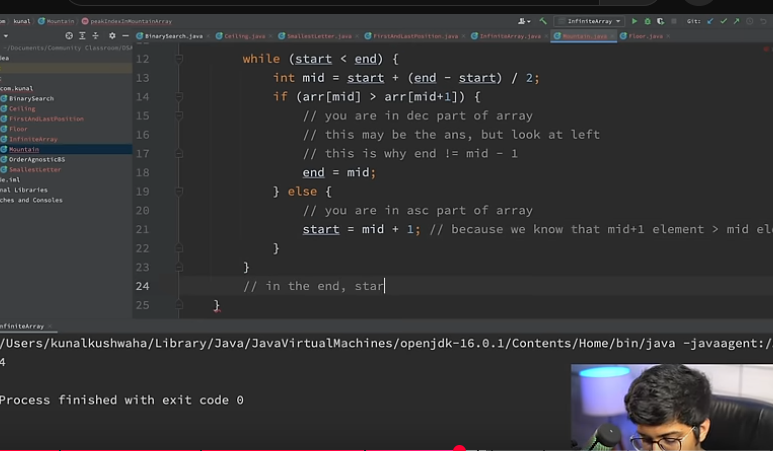 kunal Mountain peakIndexInMountainArray
InfiniteArray Git:
BinarySearch.java Ceiling.java SmallestLetter.java FirstAndLastPosition.java InfiniteArray.java Mountain.java Floor.java
~/Documents/Community Classroom/DSA
idea
com.kunal
BinarySearch
Ceiling
FirstAndLastPosition
Floor
InfiniteArray
Mountain
OrderAgnosticBS
SmallestLetter
12 while (start < end) {
13 int mid = start + (end - start) / 2;
14 if (arr[mid] > arr[mid+1]) {
15 // you are in dec part of array
16 // this may be the ans, but look at left
17 // this is why end != mid - 1
18 end = mid;
19 } else {
20 // you are in asc part of array
21 start = mid + 1; // because we know that mid+1 element > mid ele
22 }
23 }
24 // in the end, star
25 }
nal Libraries
ches and Consoles
nfiniteArray
/Users/kunalkushwaha/Library/Java/JavaVirtualMachines/openjdk-16.0.1/Contents/Home/bin/java -javaagent:/
4
Process finished with exit code 0